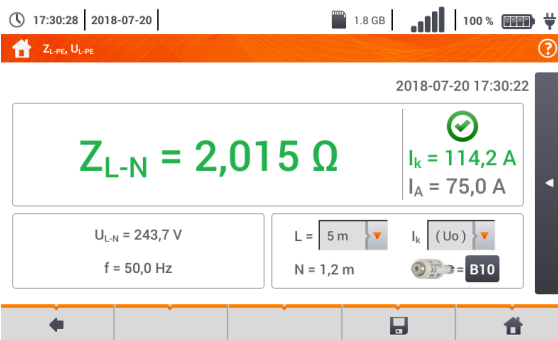 17:30:28 2018-07-20 1.8 GB 100 %
ZL-PE, UL-PE ?
2018-07-20 17:30:22
ZL-N = 2,015 Ω
Ik = 114,2 A
IA = 75,0 A
UL-N = 243,7 V
f = 50,0 Hz
L = 5 m Ik (Uo)
N = 1,2 m = B10